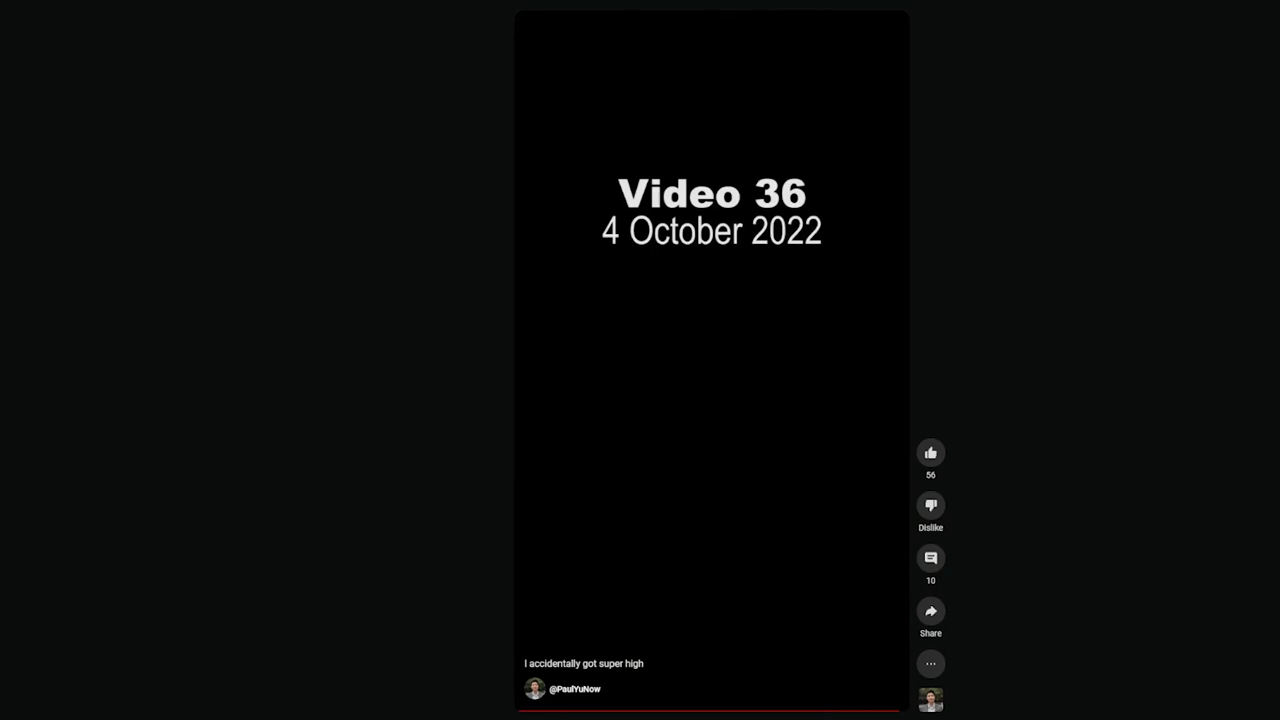 Video 36
4 October 2022
56
Dislike
10
Share
I accidentally got super high
@PaulYuNow